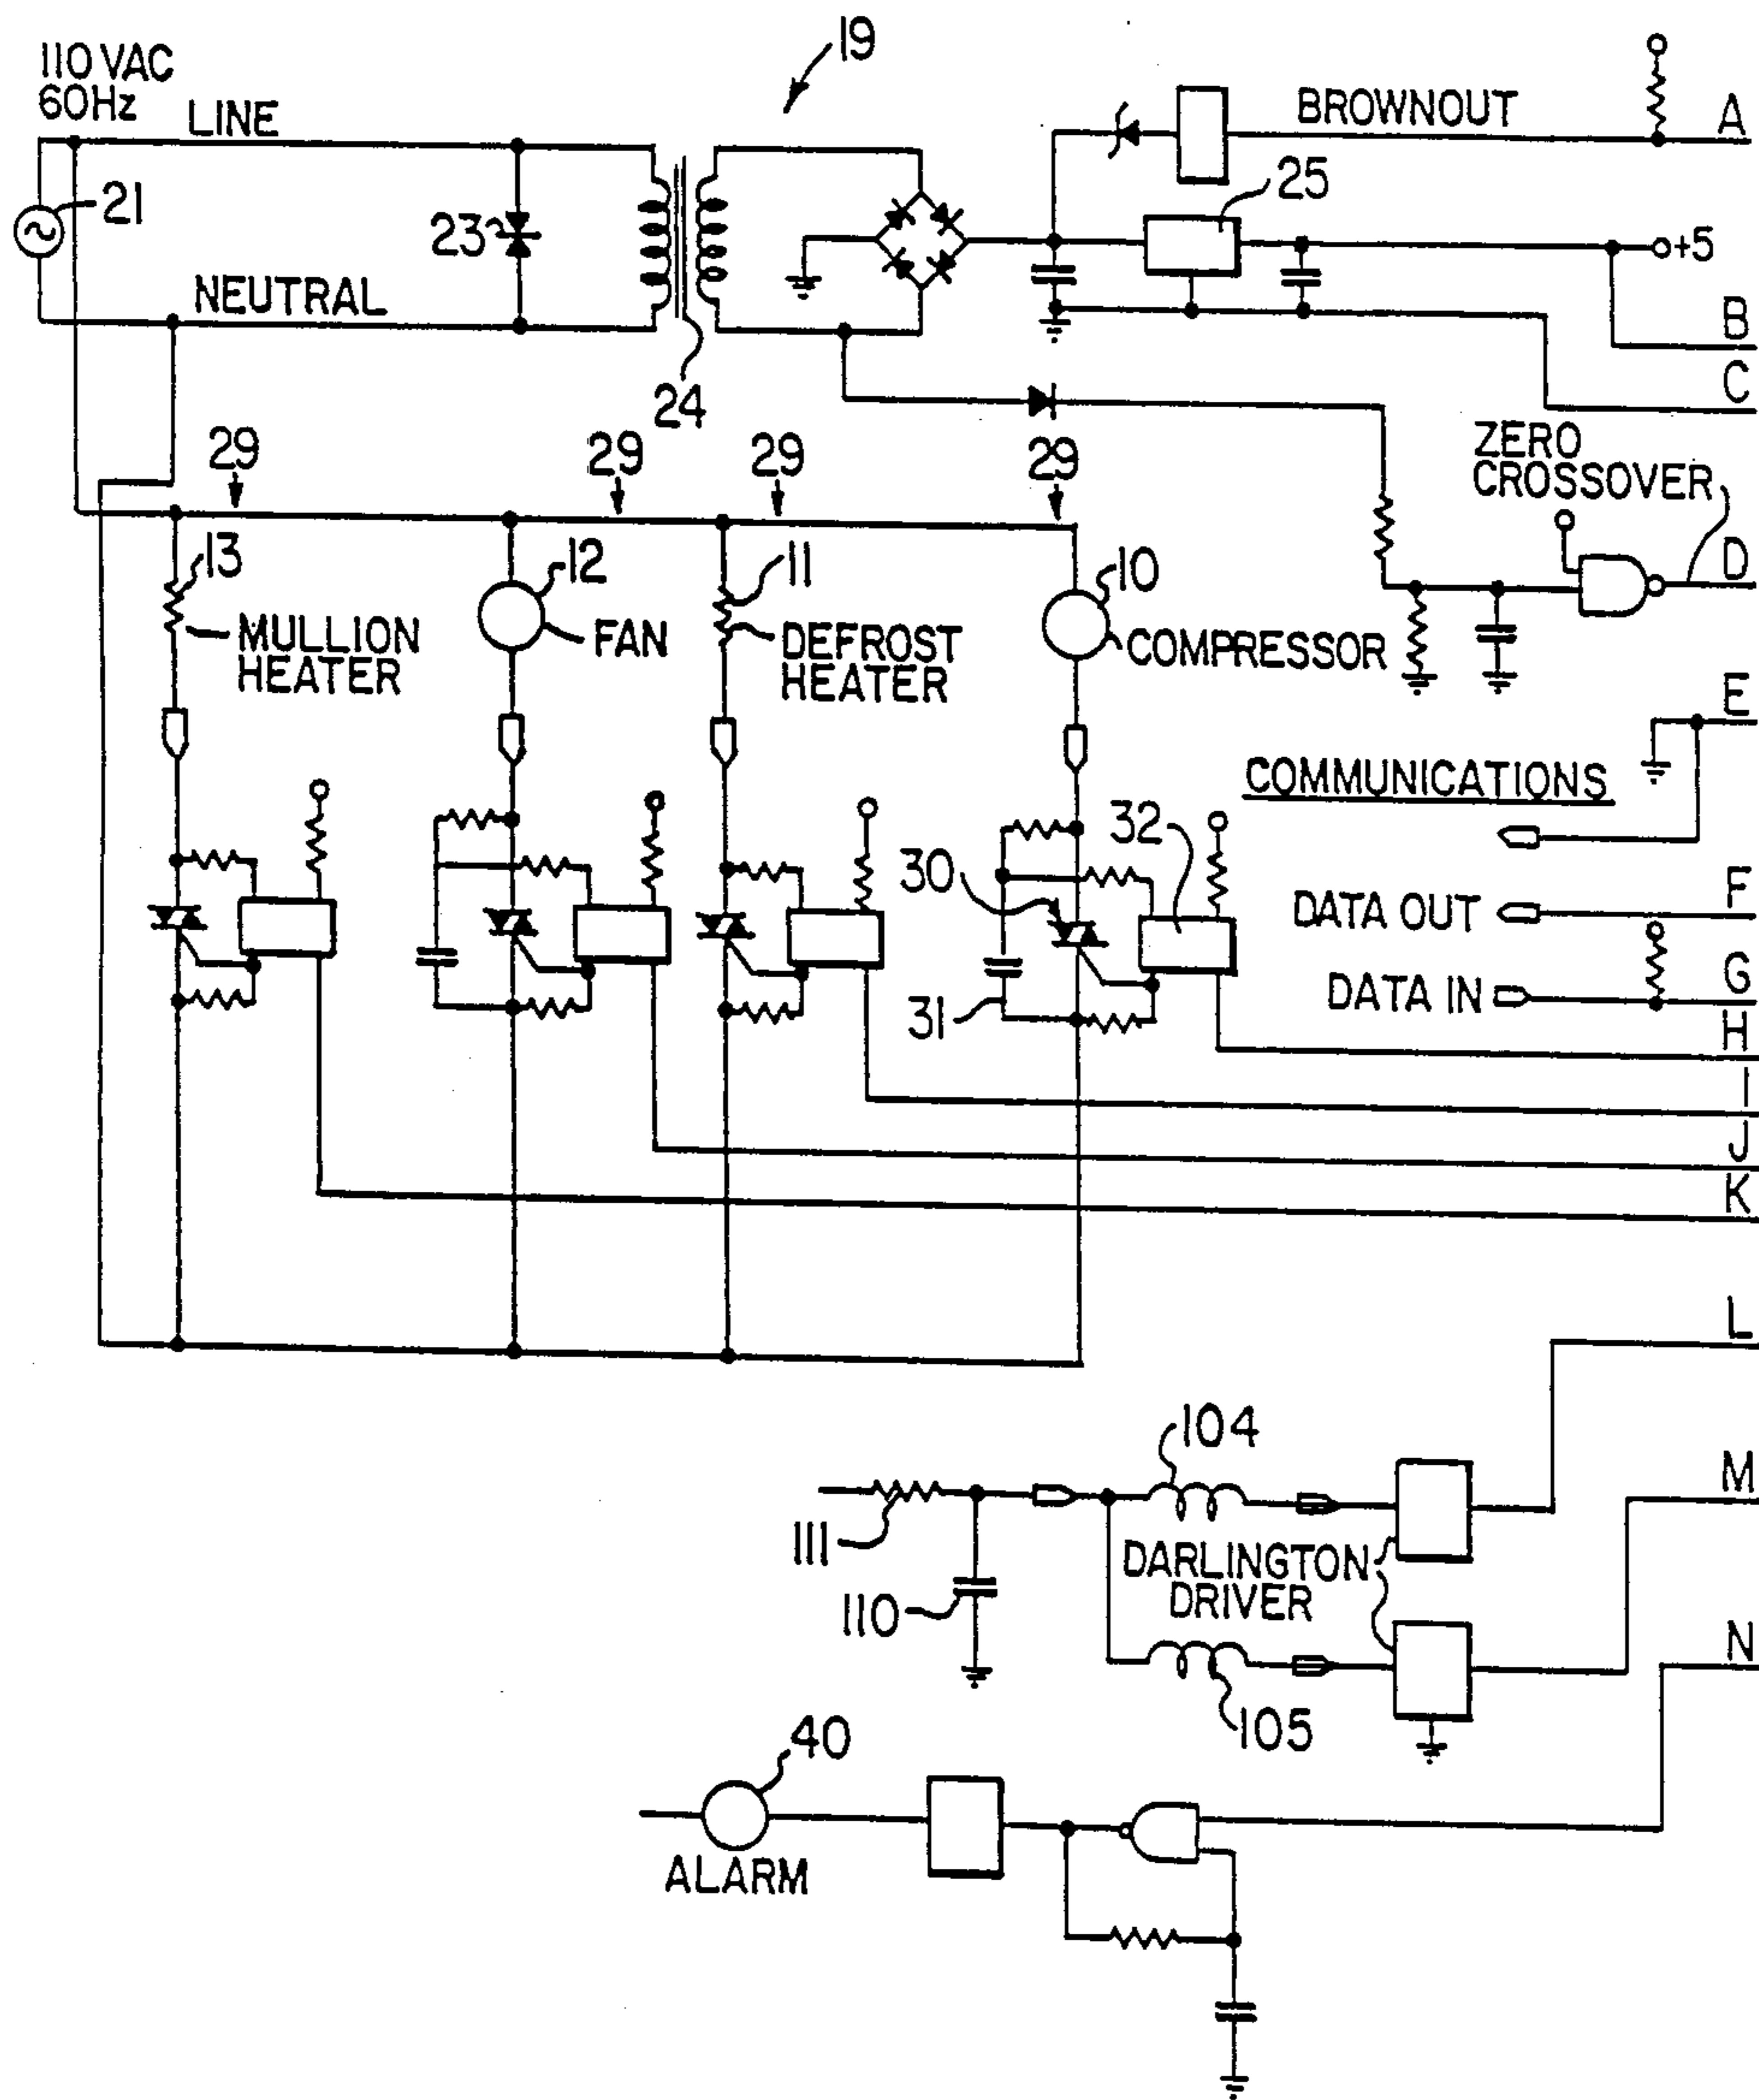 19
110 VAC
60Hz
LINE
BROWNOUT
A
21
23
25
+5
NEUTRAL
B
24
C
ZERO
CROSSOVER
29
29
29
29
13
12
11
10
D
MULLION
HEATER
FAN
DEFROST
HEATER
COMPRESSOR
E
COMMUNICATIONS
32
30
DATA OUT
F
31
DATA IN
G
H
I
J
K
L
104
M
111
DARLINGTON
DRIVER
110
N
105
40
ALARM